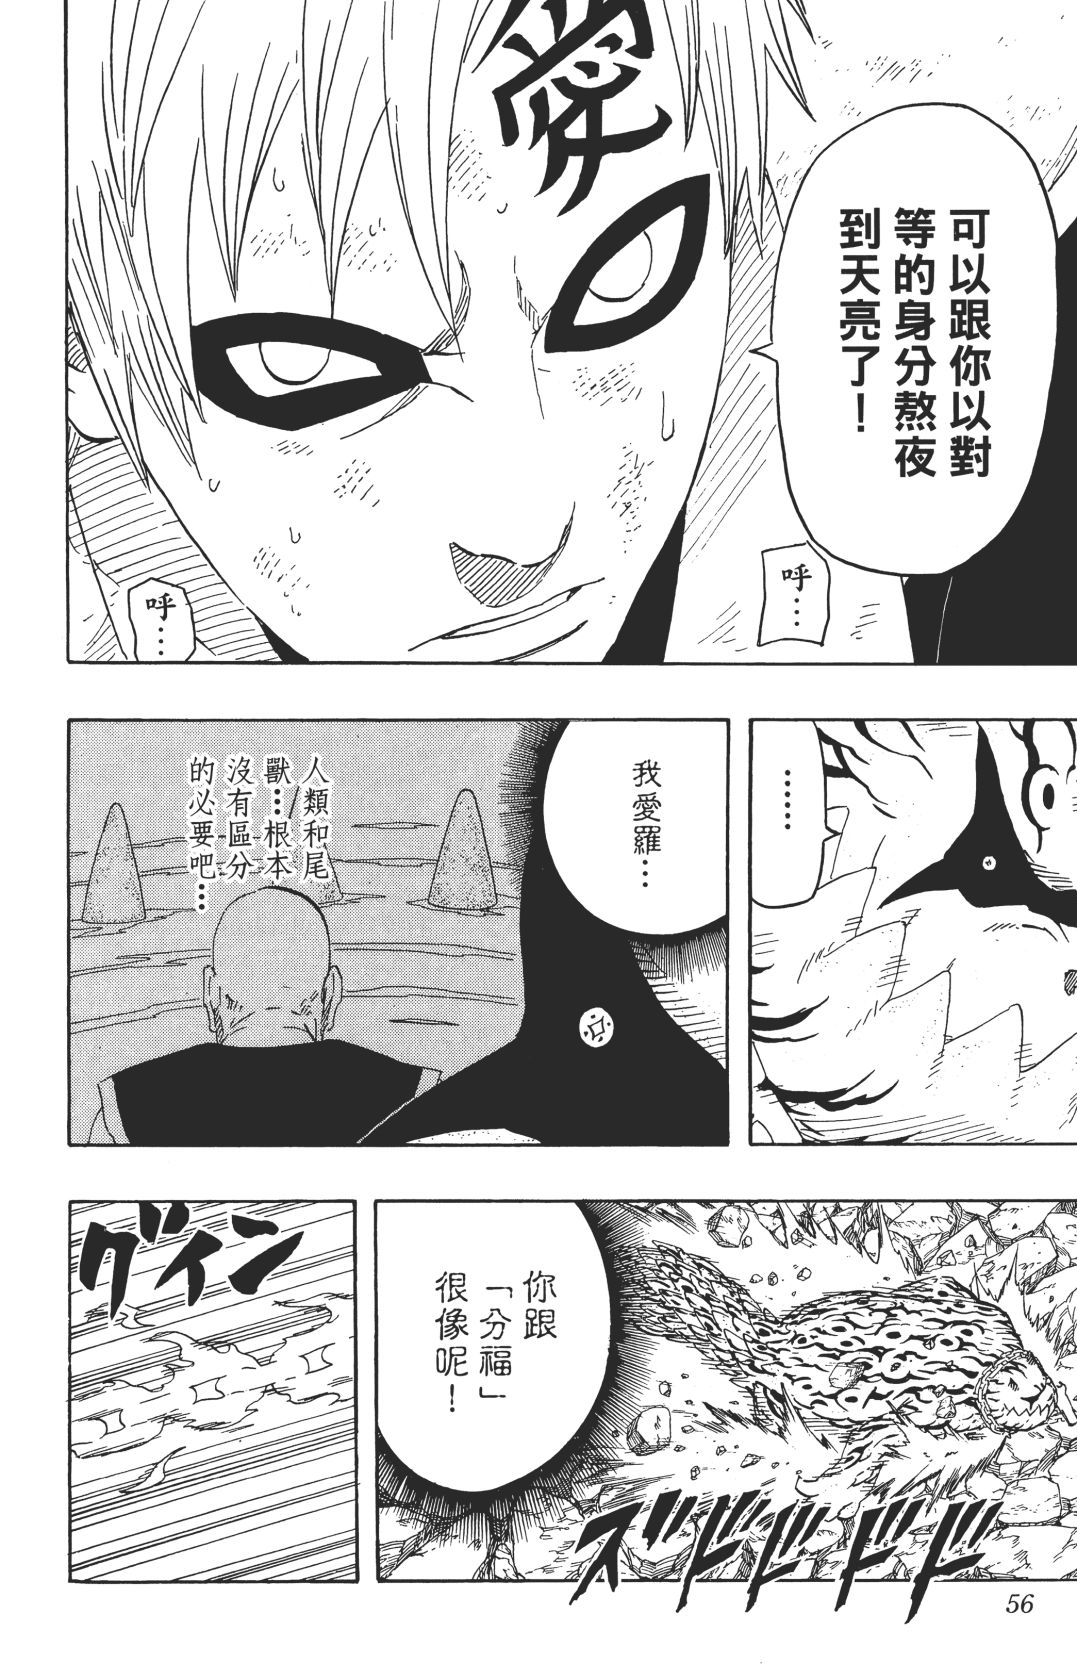 愛
可以跟你以對
等的身分熬夜
到天亮了！
呼…
呼…
……
我愛羅…
人類和尾
獸…根本
沒有區分
的必要吧…
你跟
「分福」
很像呢！
ズドドドド
グイン
56